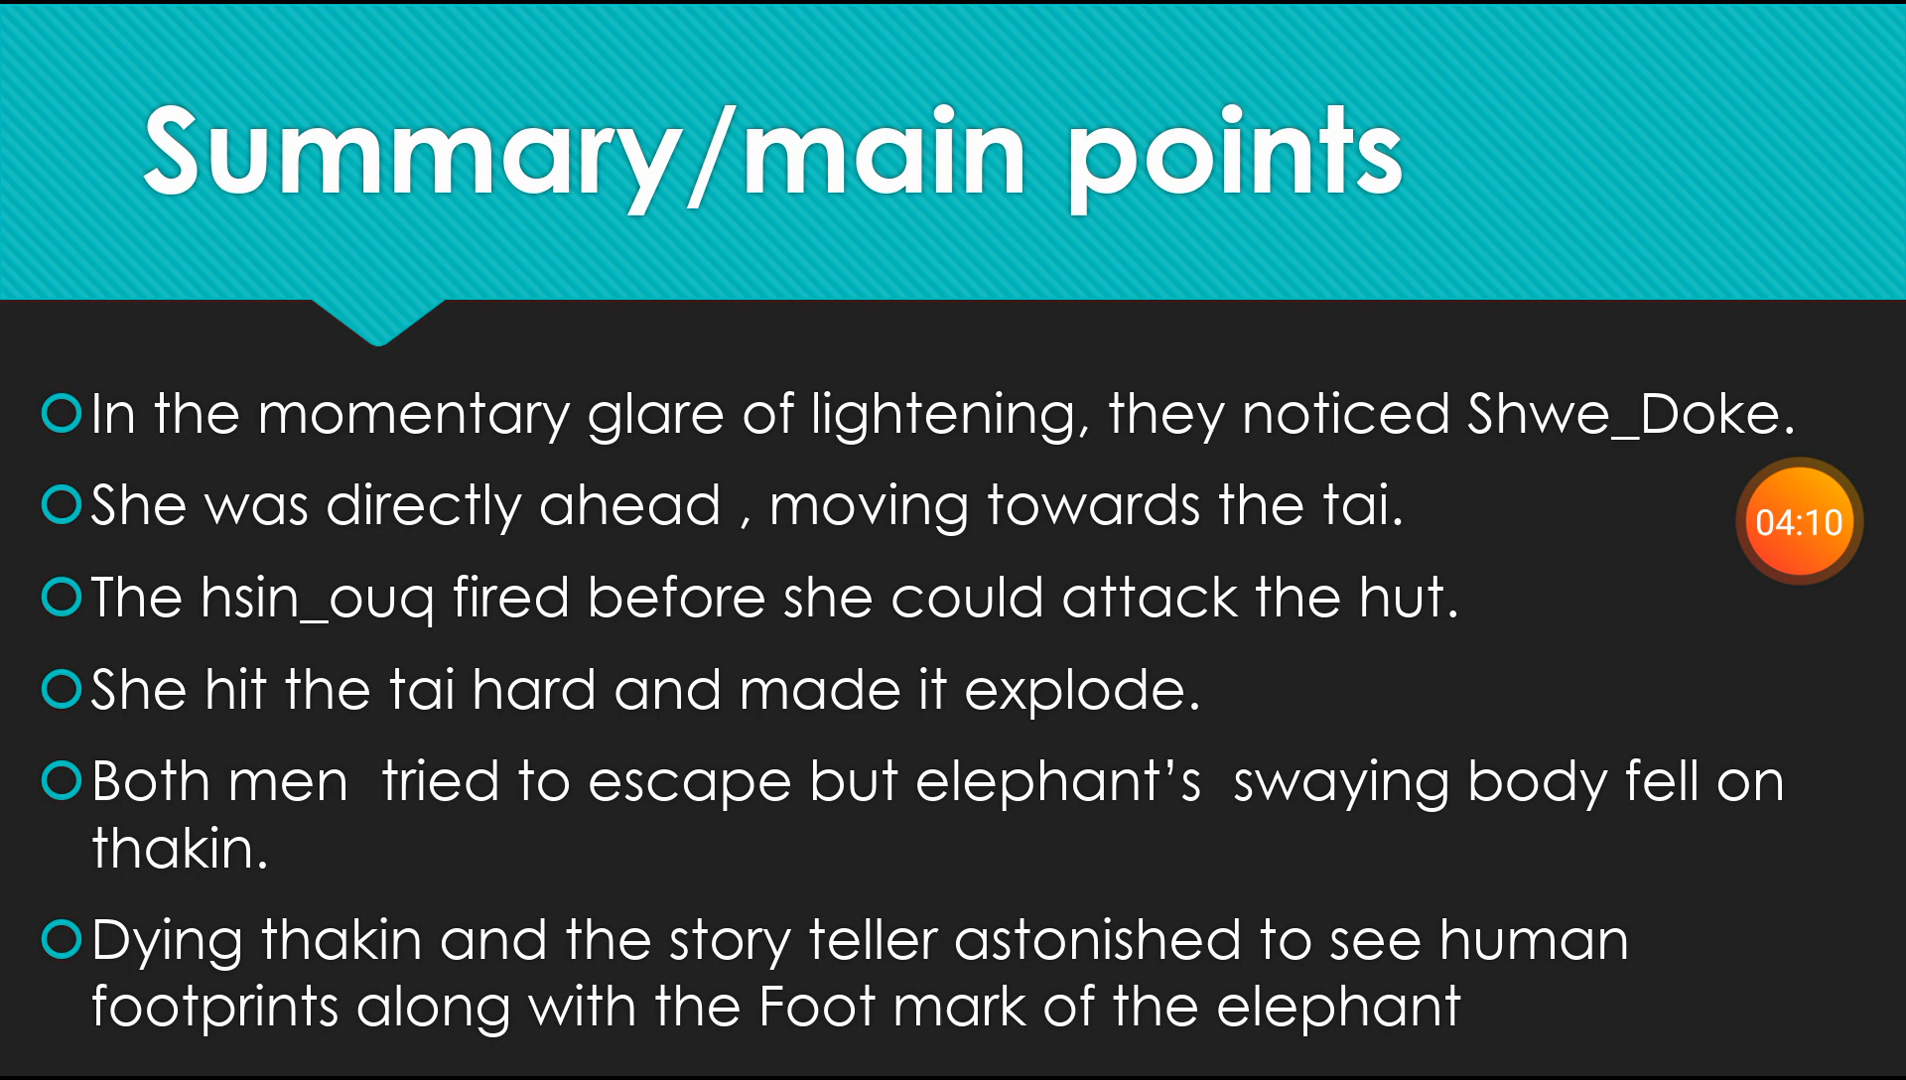 Summary/main points
In the momentary glare of lightening, they noticed Shwe_Doke.
She was directly ahead , moving towards the tai.
04:10
The hsin_ouq fired before she could attack the hut.
She hit the tai hard and made it explode.
Both men  tried to escape but elephant’s  swaying body fell on
thakin.
Dying thakin and the story teller astonished to see human
footprints along with the Foot mark of the elephant